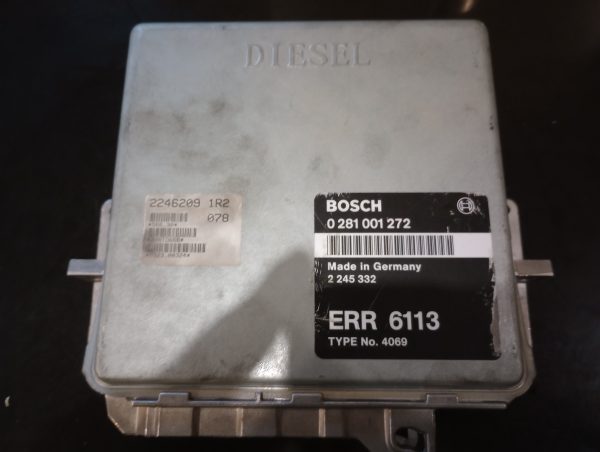 DIESEL
2246209 1R2
078
BOSCH
0 281 001 272
Made in Germany
2 245 332
ERR 6113
TYPE No. 4069